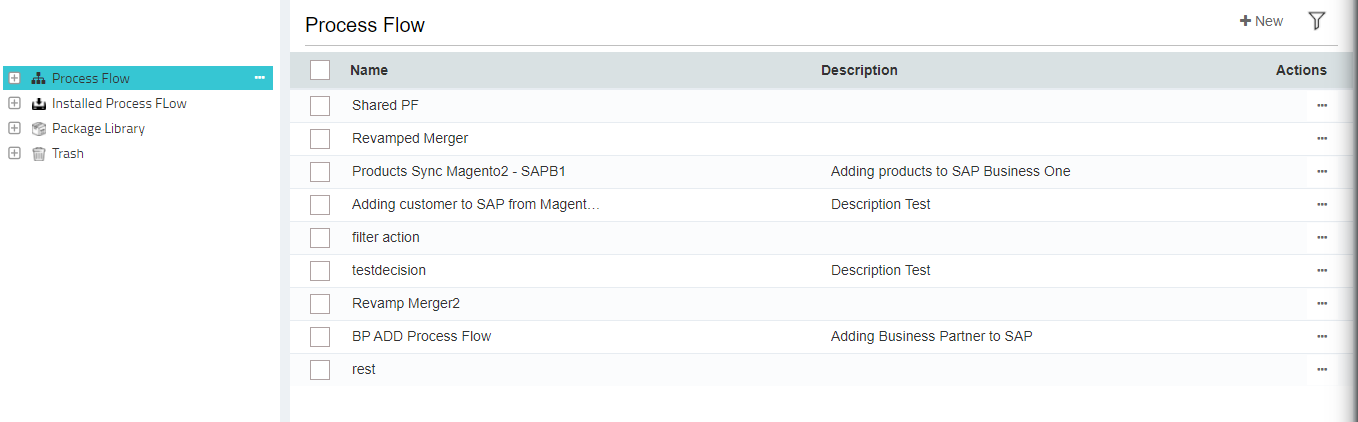 Process Flow
Installed Process FLow
Package Library
Trash
Process Flow
New
Name Description Actions
Shared PF
Revamped Merger
Products Sync Magento2 - SAPB1 Adding products to SAP Business One
Adding customer to SAP from Magent... Description Test
filter action
testdecision Description Test
Revamp Merger2
BP ADD Process Flow Adding Business Partner to SAP
rest